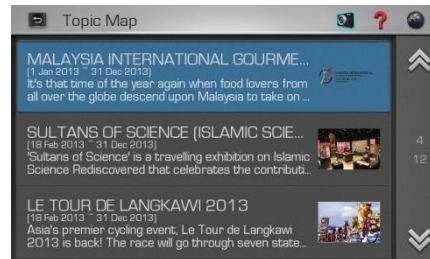 Topic Map
?
MALAYSIA INTERNATIONAL GOURME...
(1 Jan 2013 ~ 31 Dec 2013)
It's that time of the year again when food lovers from
all over the globe descend upon Malaysia to take on ...
SULTANS OF SCIENCE (ISLAMIC SCIE...
(18 Feb 2013 ~ 31 Dec 2013)
'Sultans of Science' is a travelling exhibition on Islamic
Science Rediscovered that celebrates the contributi...
4
12
LE TOUR DE LANGKAWI 2013
(18 Feb 2013 ~ 31 Dec 2013)
Asia's premier cycling event, Le Tour de Langkawi
2013 is back! The race will go through seven state...